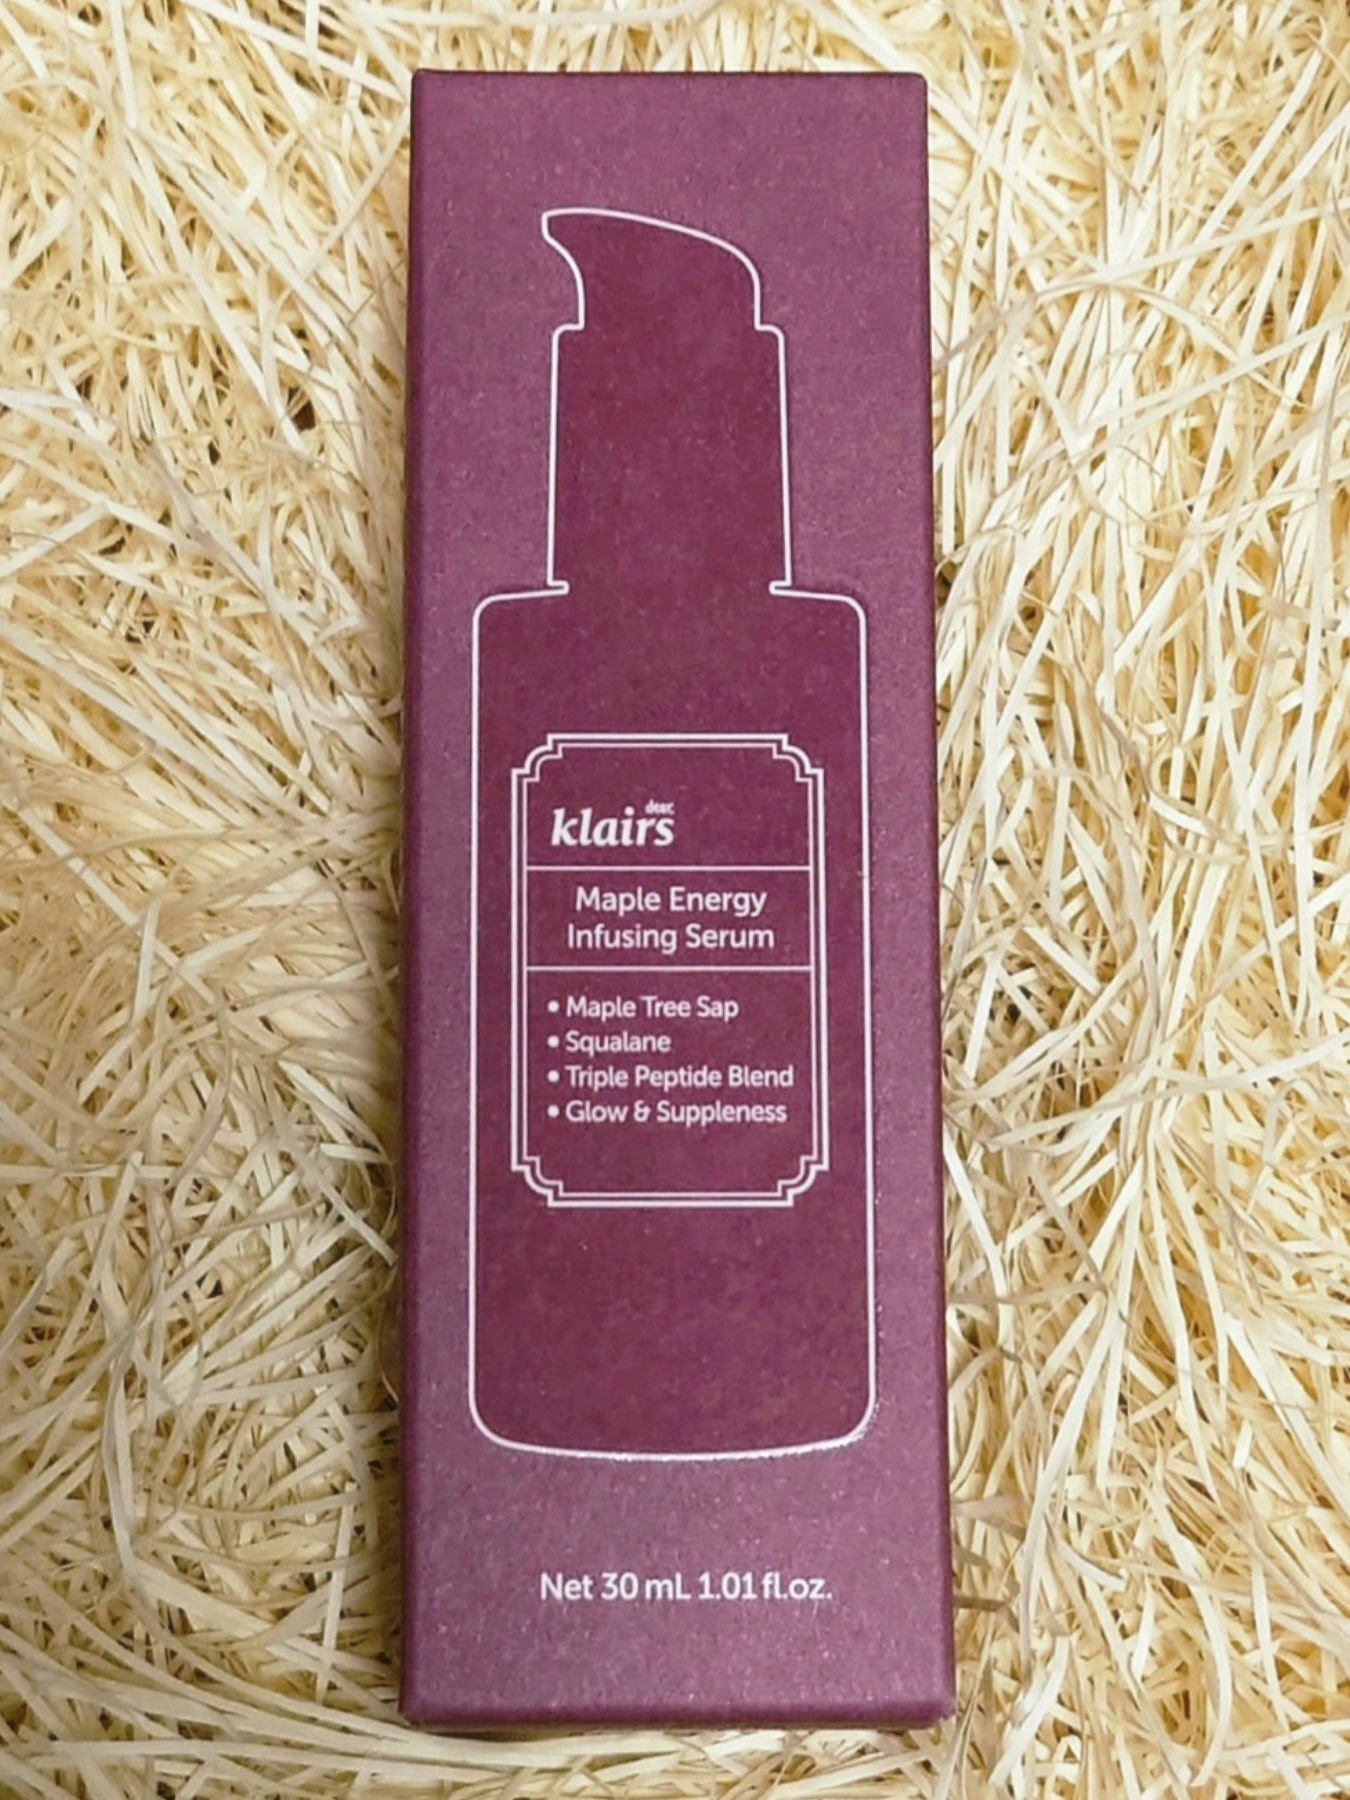 dear,
klairs
Maple Energy
Infusing Serum
• Maple Tree Sap
• Squalane
• Triple Peptide Blend
• Glow & Suppleness
Net 30 mL 1.01 fl.oz.